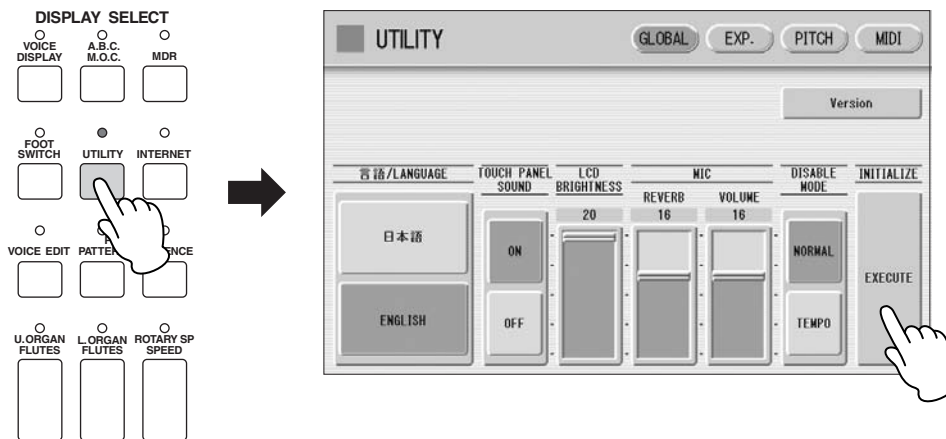 DISPLAY SELECT
VOICE DISPLAY
A.B.C. M.O.C.
MDR
FOOT SWITCH
UTILITY
INTERNET
VOICE EDIT
U.ORGAN FLUTES
L.ORGAN FLUTES
ROTARY SP SPEED
UTILITY
GLOBAL
EXP.
PITCH
MIDI
Version
言語/LANGUAGE
TOUCH PANEL SOUND
LCD BRIGHTNESS
MIC
DISABLE MODE
INITIALIZE
REVERB
VOLUME
20
16
16
日本語
ON
NORMAL
EXECUTE
ENGLISH
OFF
TEMPO